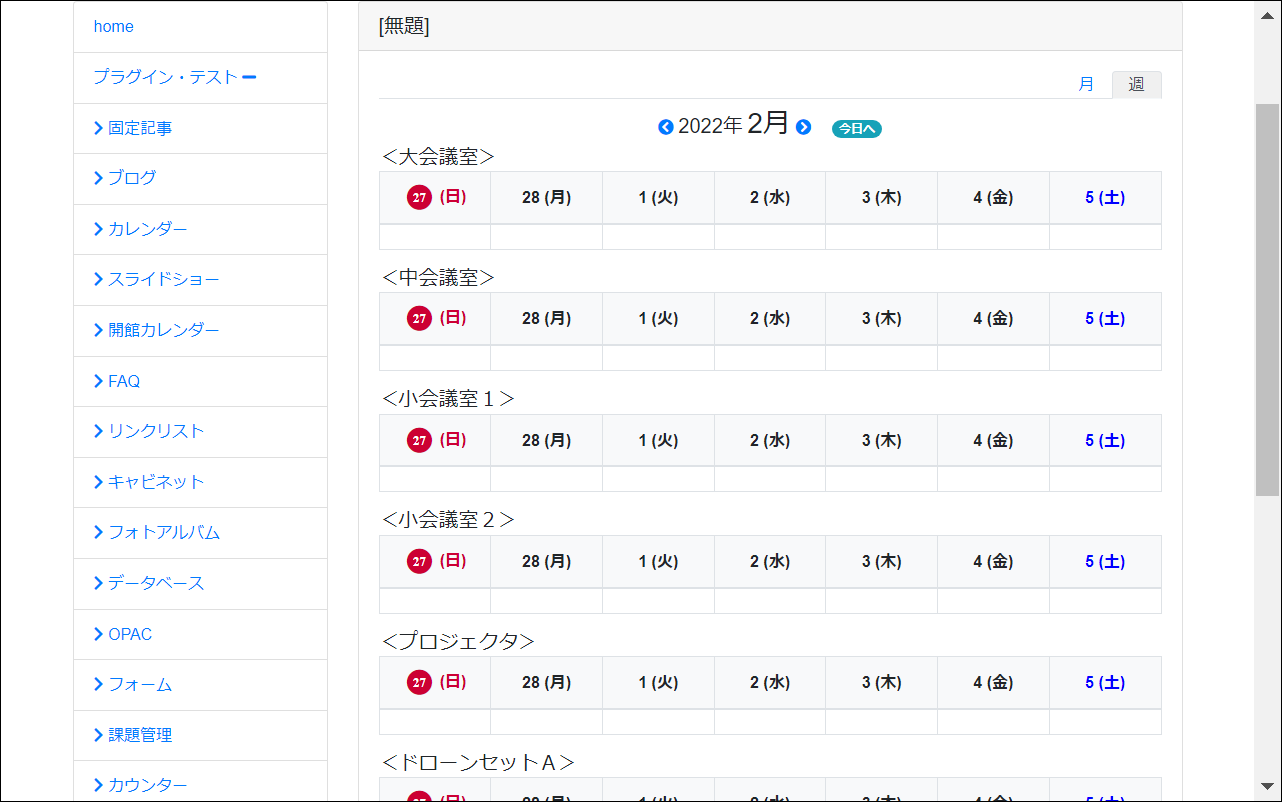 home
プラグイン・テスト
固定記事
ブログ
カレンダー
スライドショー
開館カレンダー
FAQ
リンクリスト
キャビネット
フォトアルバム
データベース
OPAC
フォーム
課題管理
カウンター
[無題]
月 週
2022年 2月 今日へ
＜大会議室＞
27 (日) 28 (月) 1 (火) 2 (水) 3 (木) 4 (金) 5 (土)
＜中会議室＞
27 (日) 28 (月) 1 (火) 2 (水) 3 (木) 4 (金) 5 (土)
＜小会議室１＞
27 (日) 28 (月) 1 (火) 2 (水) 3 (木) 4 (金) 5 (土)
＜小会議室２＞
27 (日) 28 (月) 1 (火) 2 (水) 3 (木) 4 (金) 5 (土)
＜プロジェクタ＞
27 (日) 28 (月) 1 (火) 2 (水) 3 (木) 4 (金) 5 (土)
＜ドローンセットＡ＞